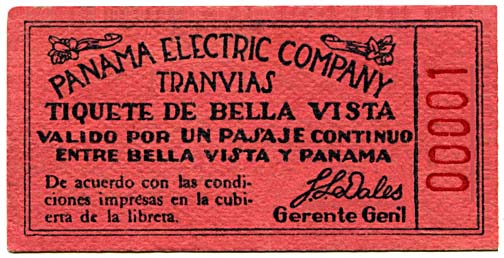 PANAMA ELECTRIC COMPANY
TRANVIAS
TIQUETE DE BELLA VISTA
VALIDO POR UN PASAJE CONTINUO
ENTRE BELLA VISTA Y PANAMA
De acuerdo con las condi-
ciones impresas en la cubi-
erta de la libreta.
Gerente Gen'l
00001